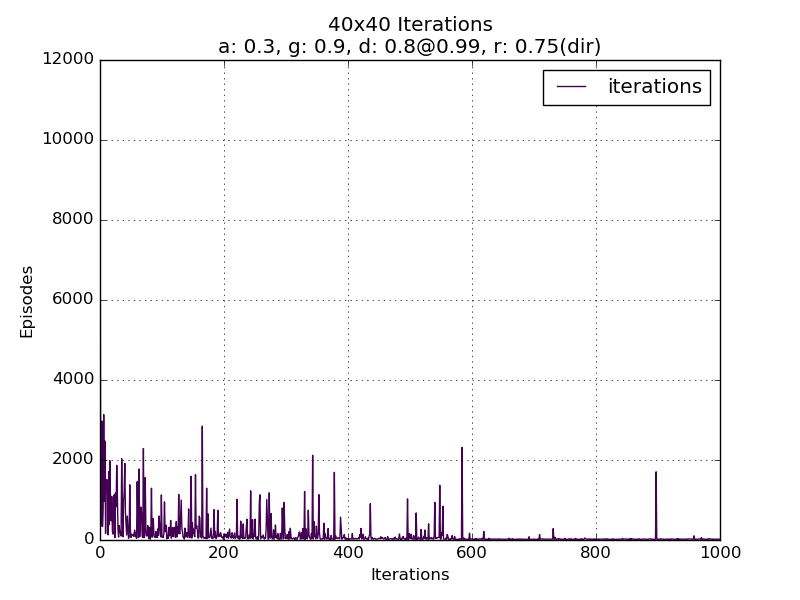 40x40 Iterations
a: 0.3, g: 0.9, d: 0.8@0.99, r: 0.75(dir)
12000
10000
8000
6000
4000
2000
0
Episodes
iterations
0
200
400
600
800
1000
Iterations